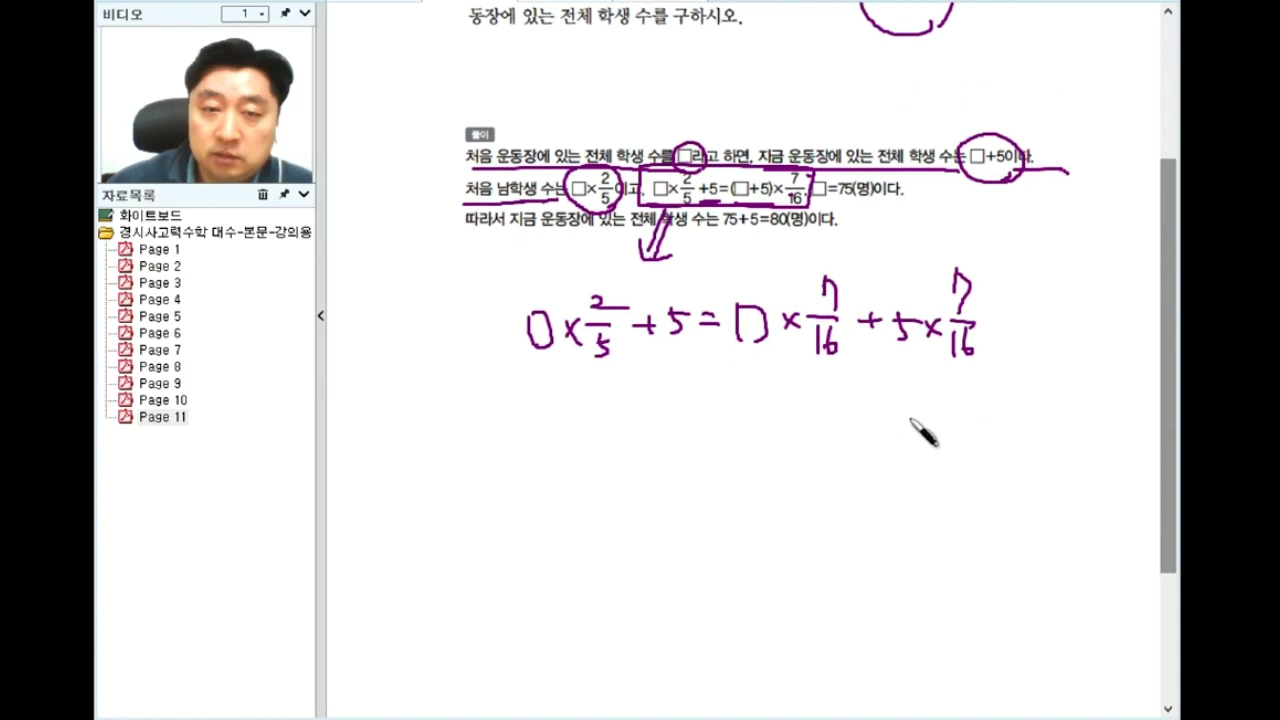 비디오
1
자료목록
화이트보드
경시사고력수학 대수-본문-강의용
Page 1
Page 2
Page 3
Page 4
Page 5
Page 6
Page 7
Page 8
Page 9
Page 10
Page 11
동장에 있는 전체 학생 수를 구하시오.
풀이
처음 운동장에 있는 전체 학생 수를 □라고 하면, 지금 운동장에 있는 전체 학생 수는 □+5이다.
처음 남학생 수는 □×2/5이고, □×2/5+5=(□+5)×7/16, □=75(명)이다.
따라서 지금 운동장에 있는 전체 학생 수는 75+5=80(명)이다.
□×2/5+5=□×7/16+5×7/16